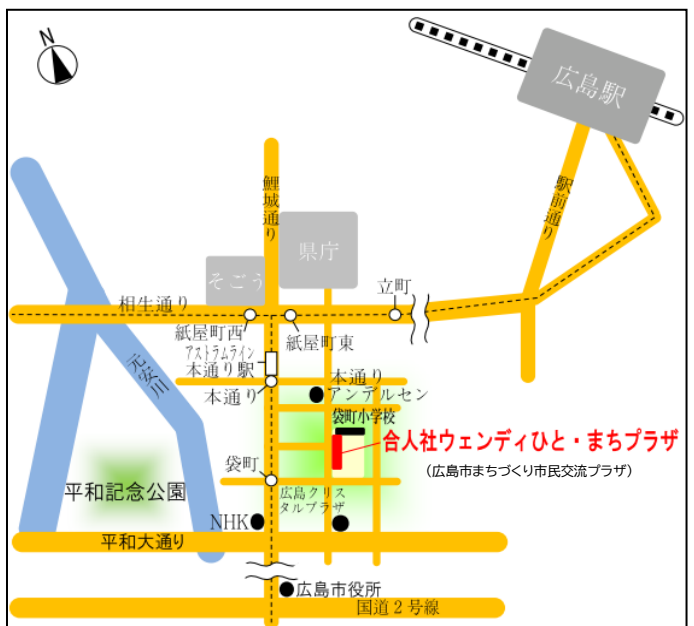 N
広島駅
鯉城通り
駅前通り
県庁
そごう
立町
相生通り
紙屋町西
紙屋町東
アストラムライン
本通り駅
元安川
本通り
本通り
アンデルセン
袋町小学校
合人社ウェンディひと・まちプラザ
(広島市まちづくり市民交流プラザ)
袋町
平和記念公園
広島クリス
タルプラザ
NHK
平和大通り
広島市役所
国道2号線